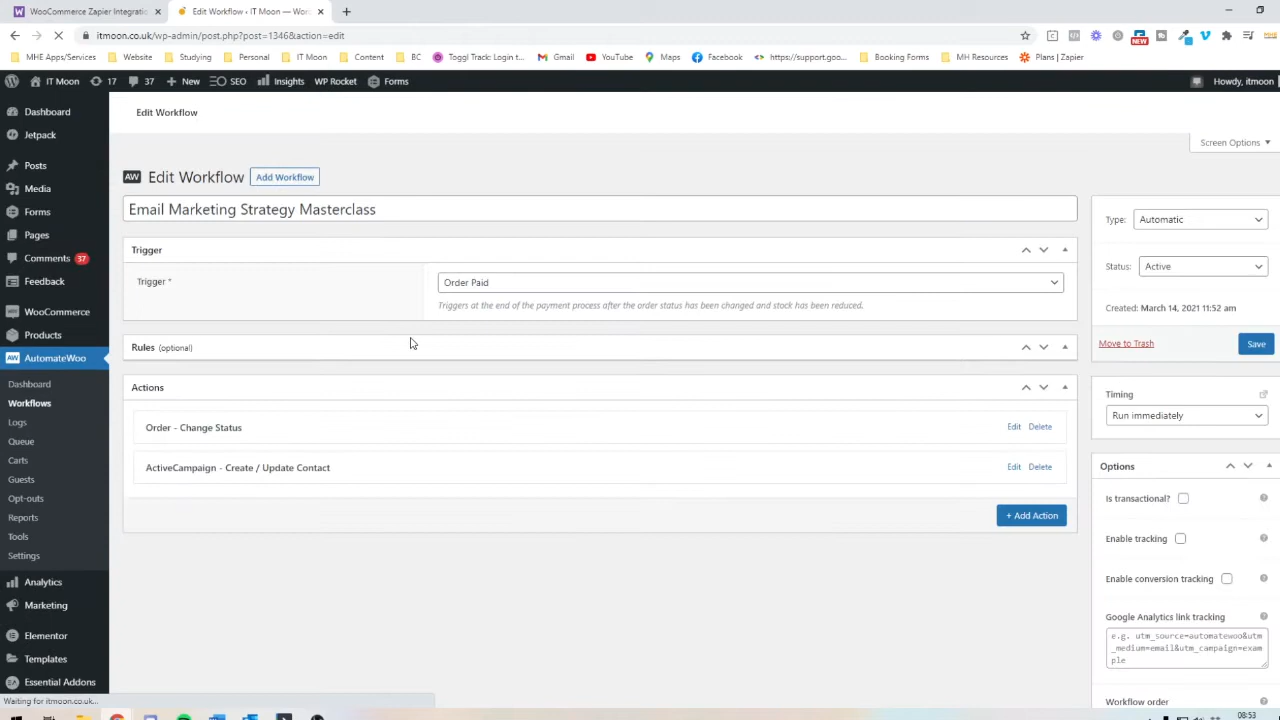 WooCommerce Zapier Integratio
Edit Workflow ‹ IT Moon — Wor
itmoon.co.uk/wp-admin/post.php?post=1346&action=edit
NEW
MHE Apps/Services
Website
Studying
Personal
IT Moon
Content
BC
Toggl Track: Login t...
Gmail
YouTube
Maps
Facebook
https://support.goo...
Booking Forms
MH Resources
Plans | Zapier
IT Moon
17
37
New
SEO
Insights
WP Rocket
Forms
Howdy, itmoon
Dashboard
Jetpack
Posts
Media
Forms
Pages
Comments 37
Feedback
WooCommerce
Products
AW AutomateWoo
Dashboard
Workflows
Logs
Queue
Carts
Guests
Opt-outs
Reports
Tools
Settings
Analytics
Marketing
Elementor
Templates
Essential Addons
Waiting for itmoon.co.uk...
Edit Workflow
Screen Options
AW Edit Workflow Add Workflow
Email Marketing Strategy Masterclass
Trigger
Trigger *
Order Paid
Triggers at the end of the payment process after the order status has been changed and stock has been reduced.
Rules (optional)
Actions
Order - Change Status
Edit Delete
ActiveCampaign - Create / Update Contact
Edit Delete
+ Add Action
Type: Automatic
Status: Active
Created: March 14, 2021 11:52 am
Move to Trash
Save
Timing
Run immediately
Options
Is transactional?
Enable tracking
Enable conversion tracking
Google Analytics link tracking
e.g. utm_source=automatewoo&utm
_medium=email&utm_campaign=exam
ple
Workflow order
08:53